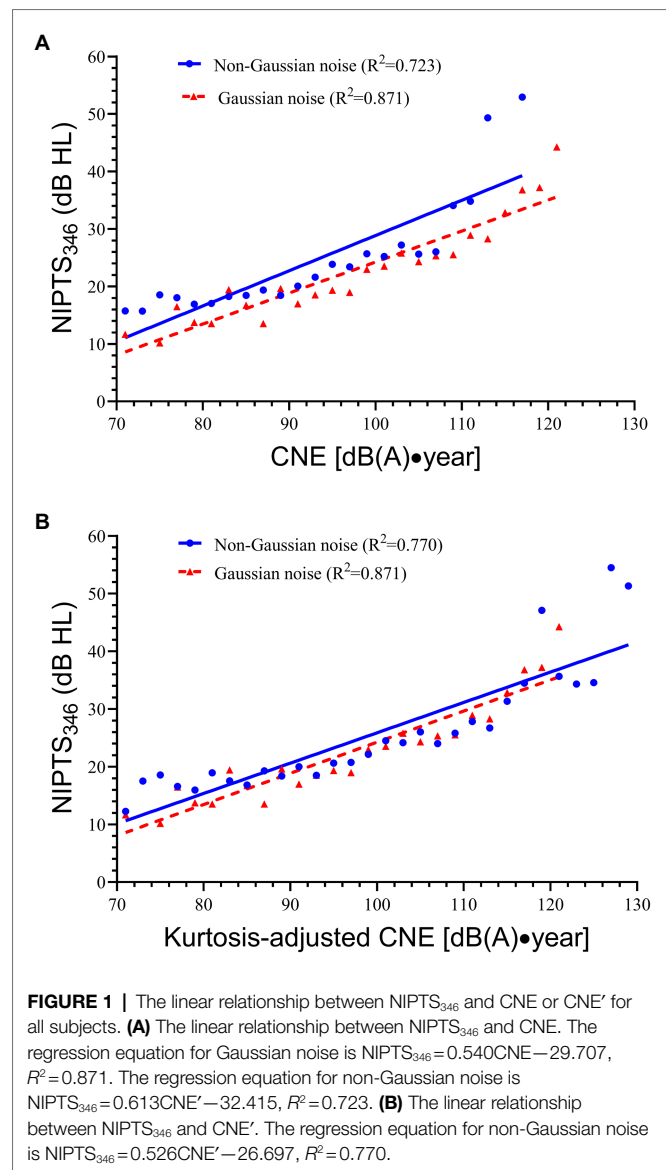 A
60
50
40
30
20
10
0
NIPTS346 (dB HL)
Non-Gaussian noise (R2=0.723)
Gaussian noise (R2=0.871)
70 80 90 100 110 120 130
CNE [dB(A)•year]
B
60
50
40
30
20
10
0
NIPTS346 (dB HL)
Non-Gaussian noise (R2=0.770)
Gaussian noise (R2=0.871)
70 80 90 100 110 120 130
Kurtosis-adjusted CNE [dB(A)•year]
FIGURE 1 | The linear relationship between NIPTS346 and CNE or CNE′ for
all subjects. (A) The linear relationship between NIPTS346 and CNE. The
regression equation for Gaussian noise is NIPTS346=0.540CNE—29.707,
R2=0.871. The regression equation for non-Gaussian noise is
NIPTS346=0.613CNE′—32.415, R2=0.723. (B) The linear relationship
between NIPTS346 and CNE′. The regression equation for non-Gaussian noise
is NIPTS346=0.526CNE′—26.697, R2=0.770.